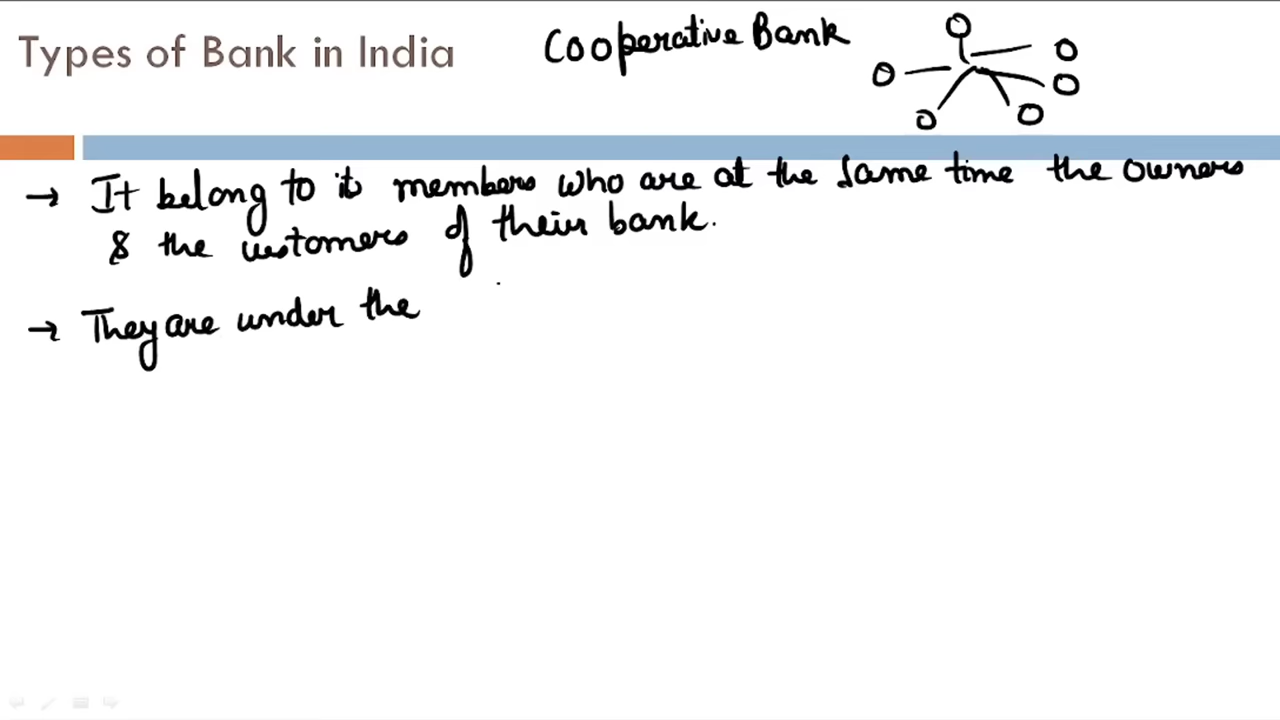 Types of Bank in India
Cooperative Bank
→ It belong to it members who are at the same time the owners
& the customers of their bank.
→ They are under the